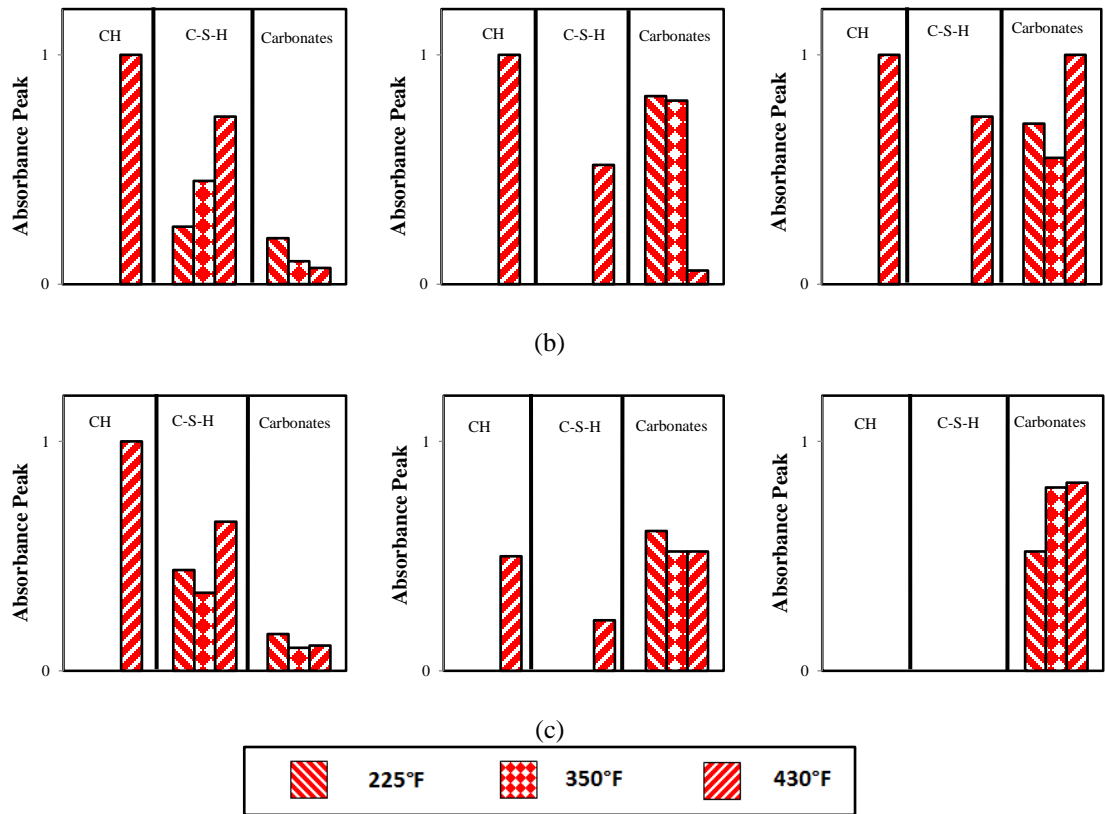 CH C-S-H Carbonates
Absorbance Peak
1
0
CH C-S-H Carbonates
Absorbance Peak
1
0
CH C-S-H Carbonates
Absorbance Peak
1
0
(b)
CH C-S-H Carbonates
Absorbance Peak
1
0
CH C-S-H Carbonates
Absorbance Peak
1
0
CH C-S-H Carbonates
Absorbance Peak
1
0
(c)
225°F 350°F 430°F